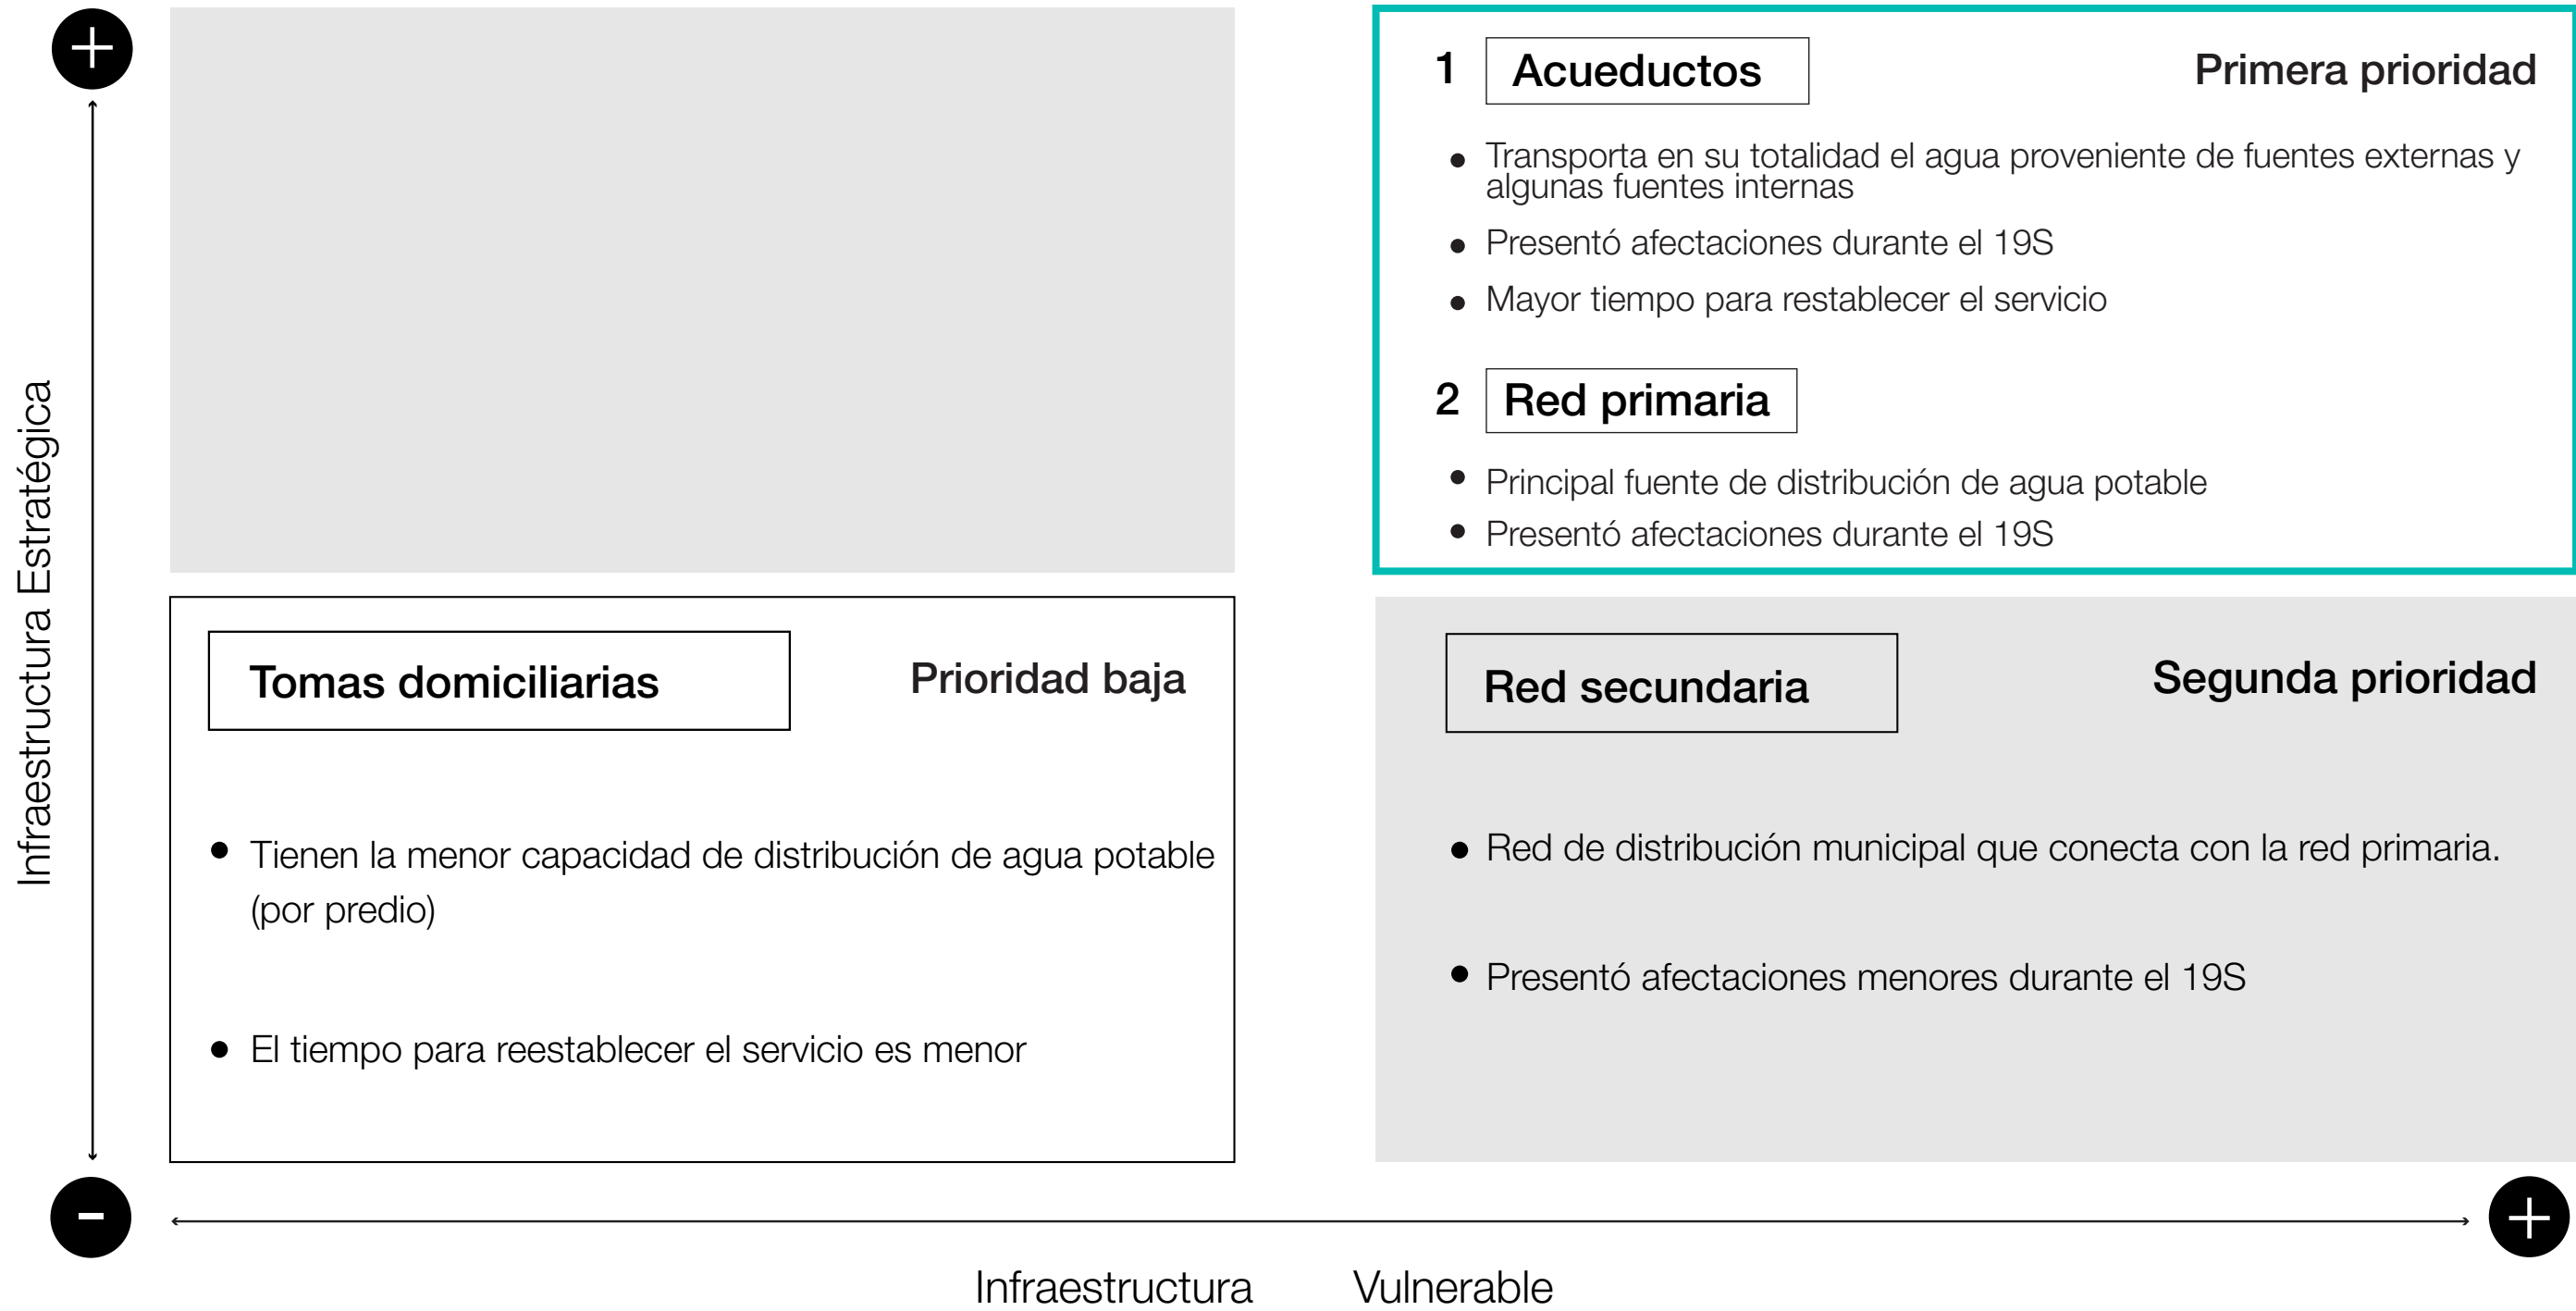 +
Infraestructura Estratégica
-
1 Acueductos
Primera prioridad
• Transporta en su totalidad el agua proveniente de fuentes externas y
algunas fuentes internas
• Presentó afectaciones durante el 19S
• Mayor tiempo para restablecer el servicio
2 Red primaria
• Principal fuente de distribución de agua potable
• Presentó afectaciones durante el 19S
Tomas domiciliarias
Prioridad baja
• Tienen la menor capacidad de distribución de agua potable
(por predio)
• El tiempo para reestablecer el servicio es menor
Red secundaria
Segunda prioridad
• Red de distribución municipal que conecta con la red primaria.
• Presentó afectaciones menores durante el 19S
+
Infraestructura Vulnerable